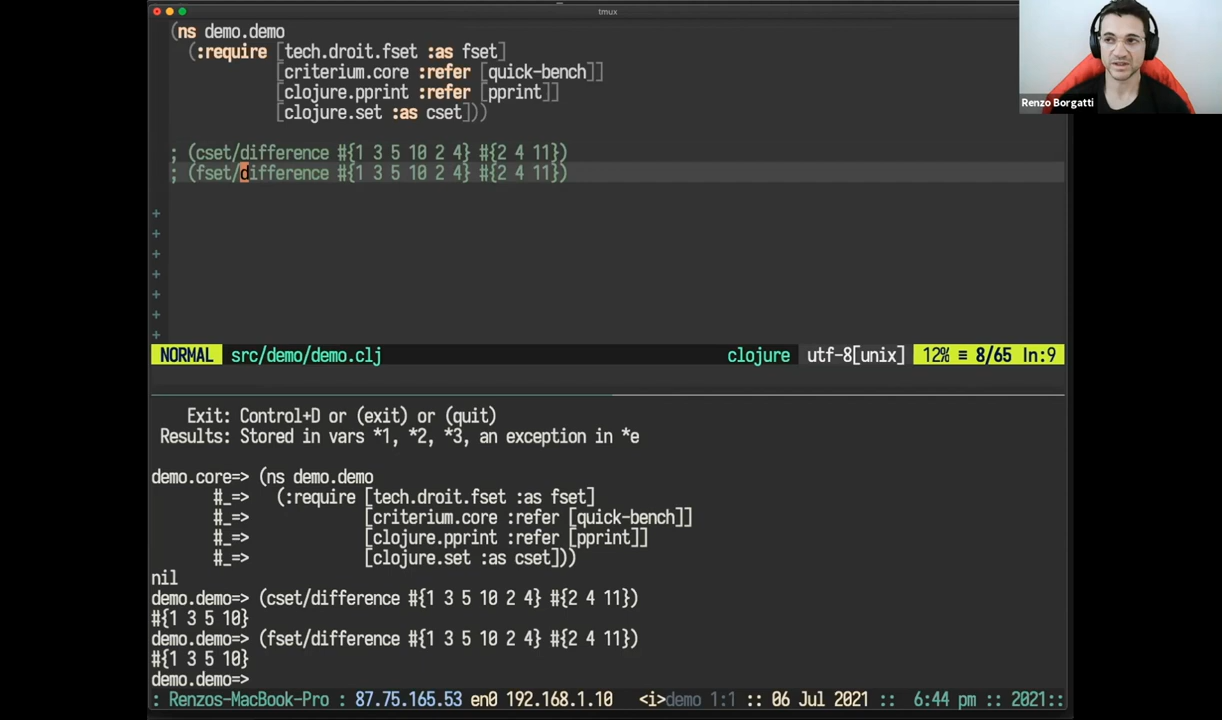 tmux
(ns demo.demo
(:require [tech.droit.fset :as fset]
[criterium.core :refer [quick-bench]]
[clojure.pprint :refer [pprint]]
[clojure.set :as cset]))
; (cset/difference #{1 3 5 10 2 4} #{2 4 11})
; (fset/difference #{1 3 5 10 2 4} #{2 4 11})
+
+
+
+
+
+
+
NORMAL src/demo/demo.clj clojure utf-8[unix] 12% ≡ 8/65 ln:9
Exit: Control+D or (exit) or (quit)
Results: Stored in vars *1, *2, *3, an exception in *e
demo.core=> (ns demo.demo
#_=> (:require [tech.droit.fset :as fset]
#_=> [criterium.core :refer [quick-bench]]
#_=> [clojure.pprint :refer [pprint]]
#_=> [clojure.set :as cset]))
nil
demo.demo=> (cset/difference #{1 3 5 10 2 4} #{2 4 11})
#{1 3 5 10}
demo.demo=> (fset/difference #{1 3 5 10 2 4} #{2 4 11})
#{1 3 5 10}
demo.demo=>
: Renzos-MacBook-Pro : 87.75.165.53 en0 192.168.1.10 <i>demo 1:1 :: 06 Jul 2021 :: 6:44 pm :: 2021::
Renzo Borgatti